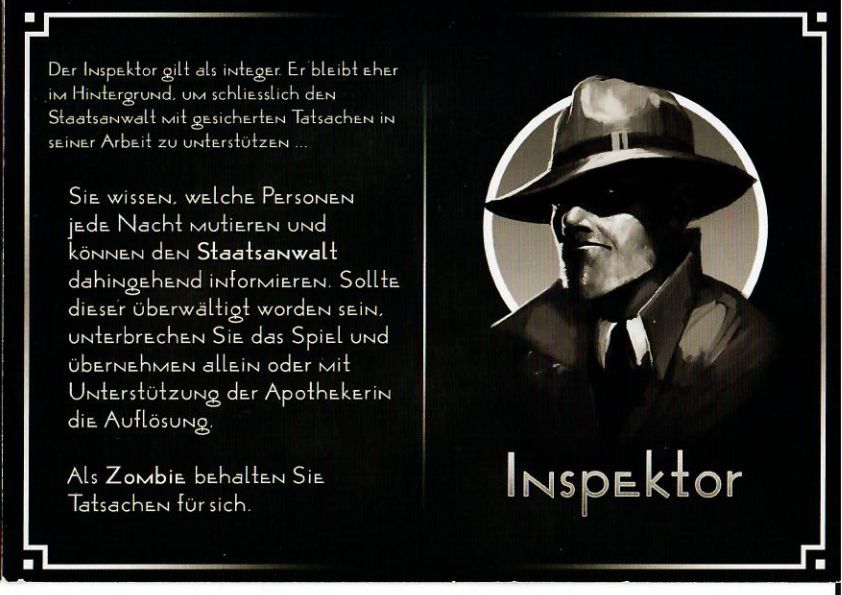 Der Inspektor gilt als integer. Er bleibt eher
im Hintergrund, um schliesslich den
Staatsanwalt mit gesicherten Tatsachen in
seiner Arbeit zu unterstützen ...
Sie wissen, welche Personen
jede Nacht mutieren und
können den Staatsanwalt
dahingehend informieren. Sollte
dieser überwältigt worden sein,
unterbrechen Sie das Spiel und
übernehmen allein oder mit
Unterstützung der Apothekerin
die Auflösung.
Als Zombie behalten Sie
Tatsachen für sich.
Inspektor